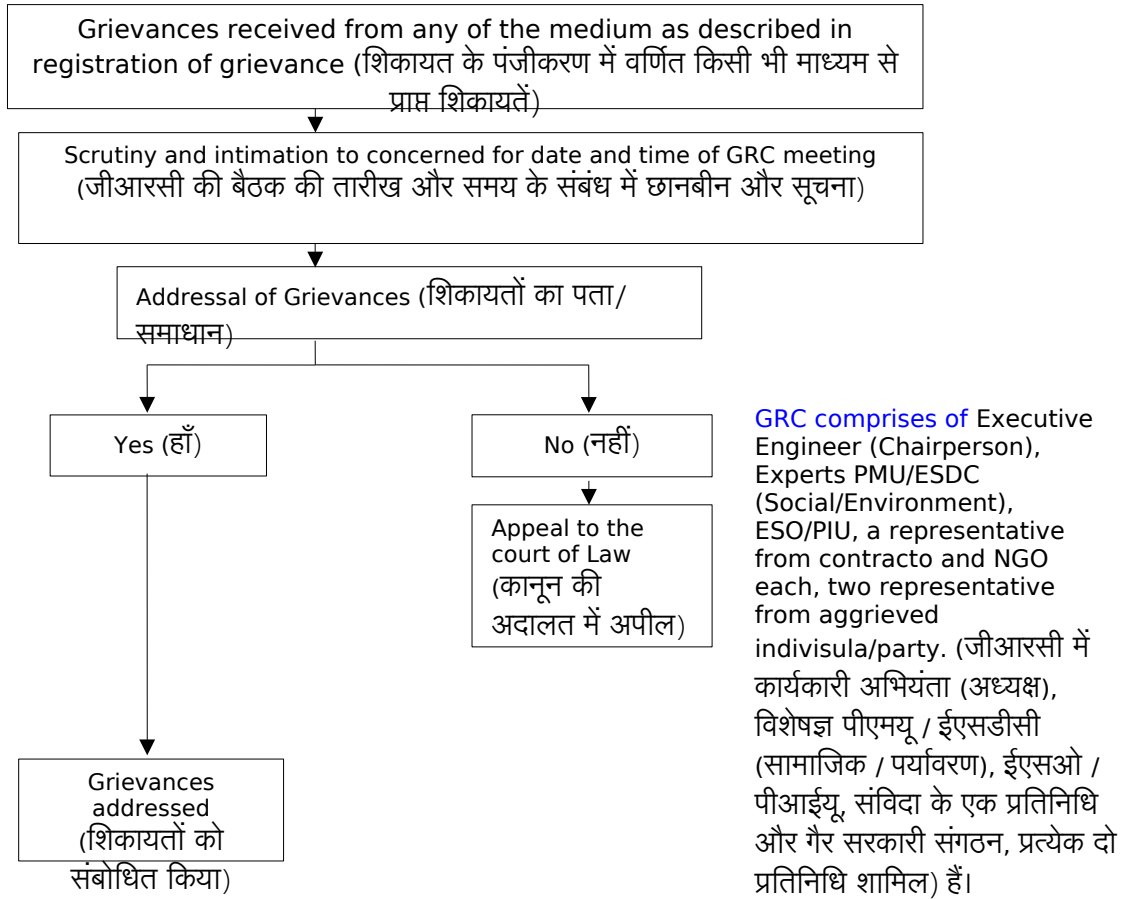 Grievances received from any of the medium as described in
registration of grievance (शिकायत के पंजीकरण में वर्णित किसी भी माध्यम से
प्राप्त शिकायतें)
Scrutiny and intimation to concerned for date and time of GRC meeting
(जीआरसी की बैठक की तारीख और समय के संबंध में छानबीन और सूचना)
Addressal of Grievances (शिकायतों का पता/
समाधान)
Yes (हाँ)
No (नहीं)
Appeal to the
court of Law
(कानून की
अदालत में अपील)
Grievances
addressed
(शिकायतों को
संबोधित किया)
GRC comprises of Executive
Engineer (Chairperson),
Experts PMU/ESDC
(Social/Environment),
ESO/PIU, a representative
from contracto and NGO
each, two representative
from aggrieved
indivisula/party. (जीआरसी में
कार्यकारी अभियंता (अध्यक्ष),
विशेषज्ञ पीएमयू / ईएसडीसी
(सामाजिक / पर्यावरण), ईएसओ /
पीआईयू, संविदा के एक प्रतिनिधि
और गैर सरकारी संगठन, प्रत्येक दो
प्रतिनिधि शामिल) हैं।